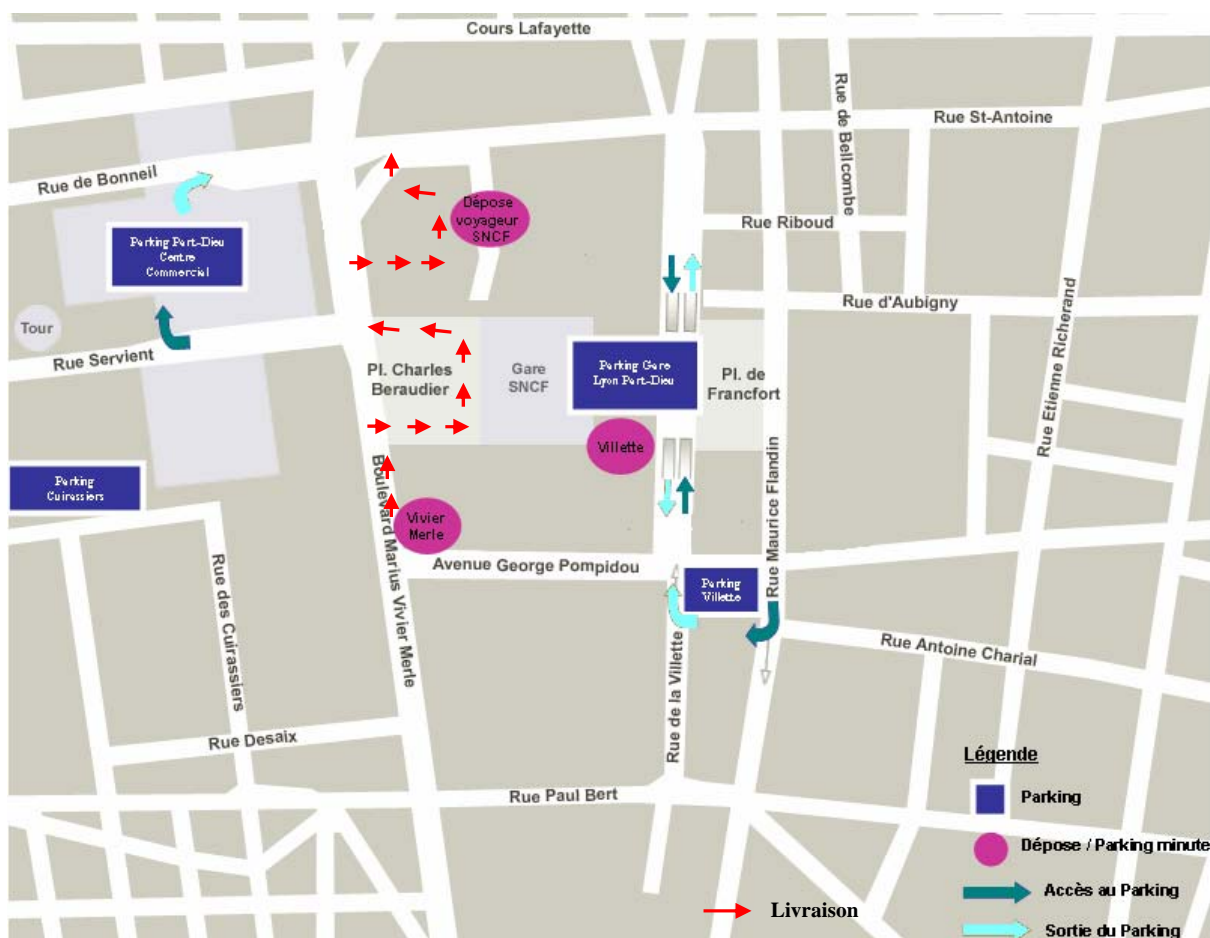 Cours Lafayette
Rue de Bellcombe
Rue St-Antoine
Rue de Bonneil
Dépose
voyageur
SNCF
Rue Riboud
Parking Part-Dieu
Centre
Commercial
Rue d'Aubigny
Rue Etienne Richerand
Tour
Rue Servient
Pl. Charles
Beraudier
Gare
SNCF
Parking Gare
Lyon Part-Dieu
Pl. de
Francfort
Villette
Parking
Cuirassiers
Boulevard Marius Vivier Merle
Vivier
Merle
Rue Maurice Flandin
Avenue George Pompidou
Parking
Villette
Rue des Cuirassiers
Rue Antoine Charial
Rue de la Villette
Rue Desaix
Rue Paul Bert
Légende
Parking
Dépose / Parking minute
Accès au Parking
Livraison
Sortie du Parking